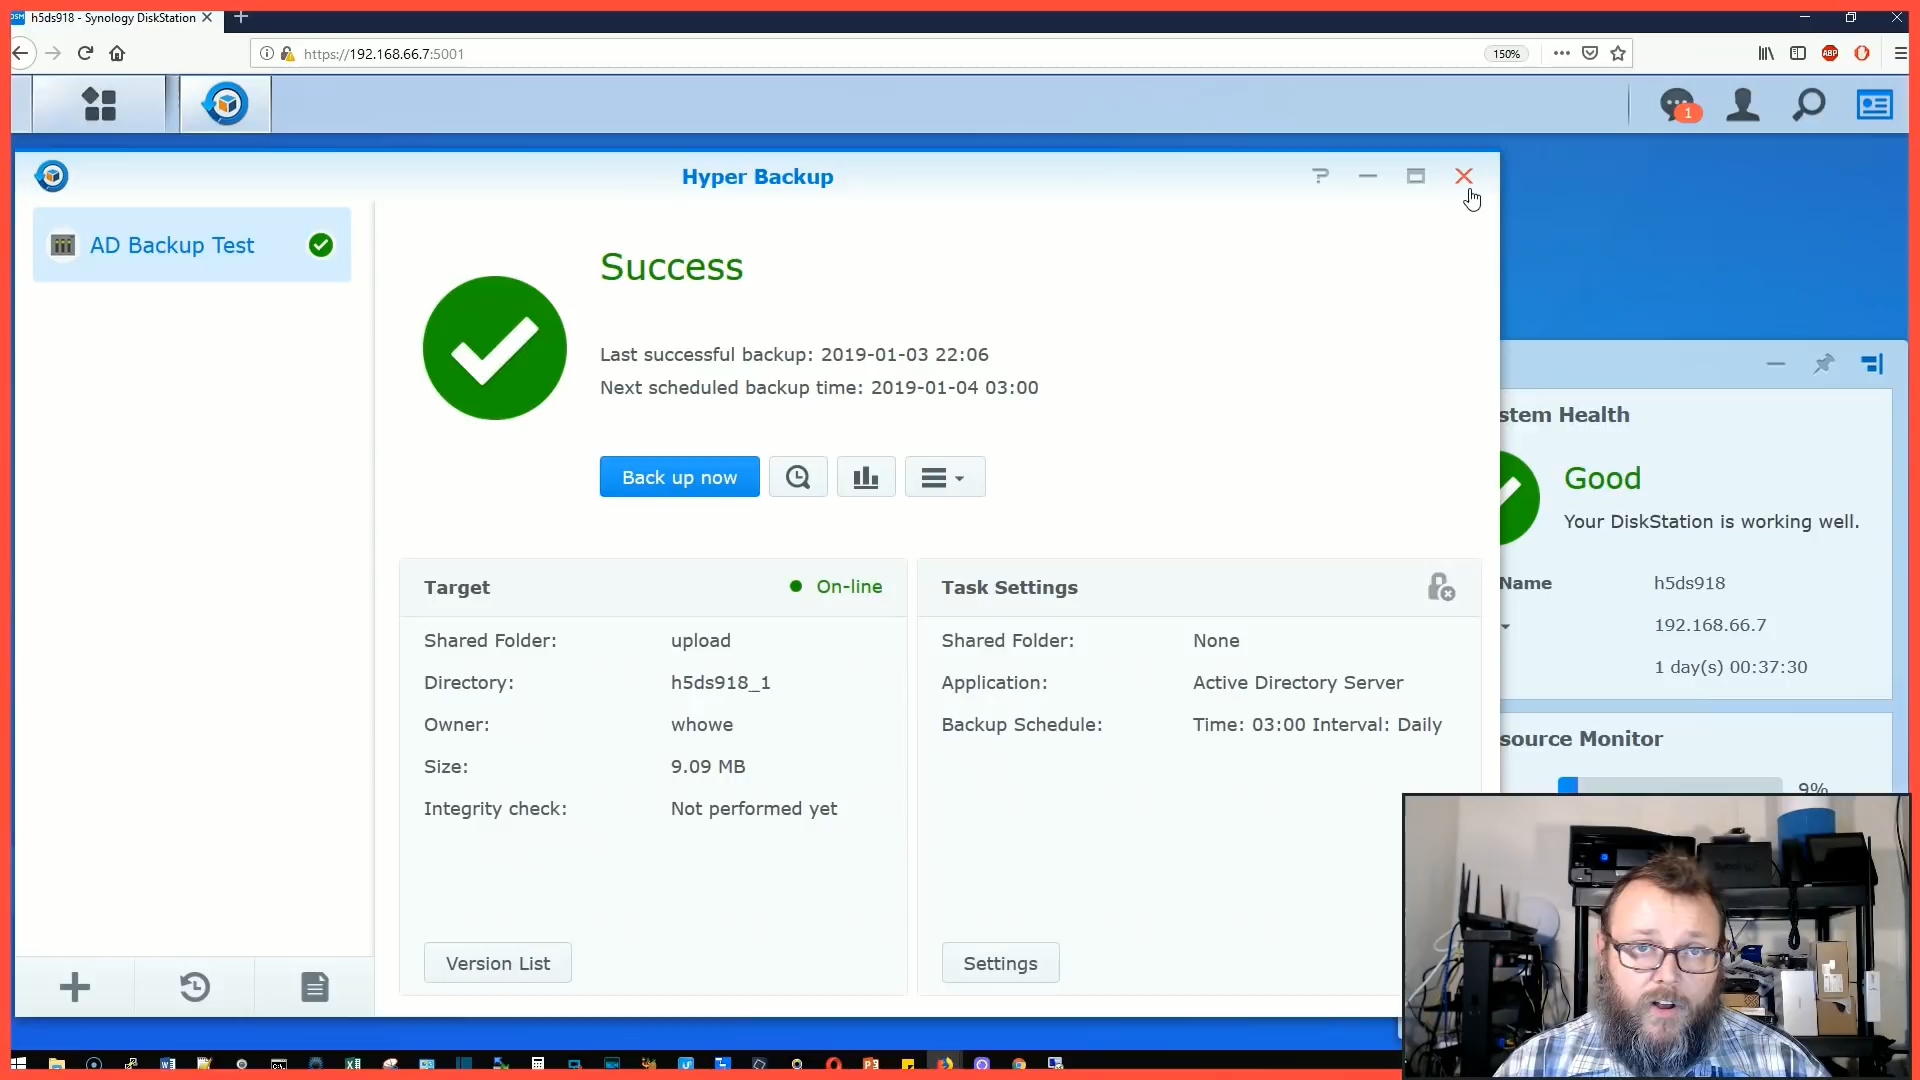 h5ds918 - Synology DiskStation
https://192.168.66.7:5001
150%
ABP
1
Hyper Backup
AD Backup Test
Success
Last successful backup: 2019-01-03 22:06
Next scheduled backup time: 2019-01-04 03:00
Back up now
Target
On-line
Shared Folder: upload
Directory: h5ds918_1
Owner: whowe
Size: 9.09 MB
Integrity check: Not performed yet
Version List
Task Settings
Shared Folder: None
Application: Active Directory Server
Backup Schedule: Time: 03:00 Interval: Daily
Settings
stem Health
Good
Your DiskStation is working well.
Name h5ds918
192.168.66.7
1 day(s) 00:37:30
source Monitor
9%